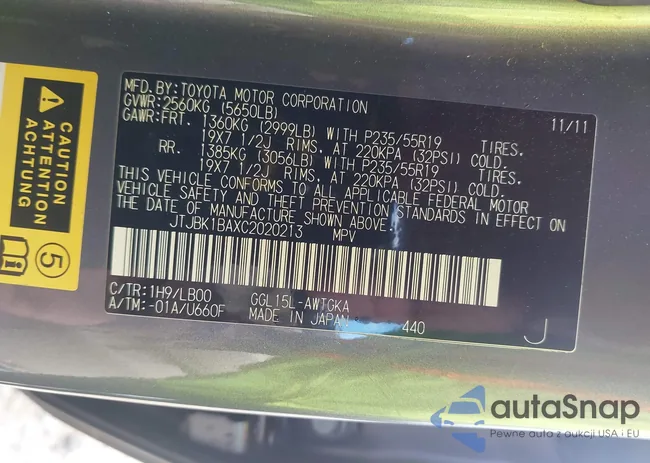 CAUTION
ATTENTION
ACHTUNG
5
MFD.BY:TOYOTA MOTOR CORPORATION
11/11
GVWR:2560KG (5650LB)
GAWR:FRT. 1360KG (2999LB) WITH P235/55R19 TIRES.
19X7 1/2J RIMS. AT 220KPA (32PSI) COLD.
RR. 1385KG (3056LB) WITH P235/55R19 TIRES.
19X7 1/2J RIMS. AT 220KPA (32PSI) COLD.
THIS VEHICLE CONFORMS TO ALL APPLICABLE FEDERAL MOTOR
VEHICLE SAFETY AND THEFT PREVENTION STANDARDS IN EFFECT ON
THE DATE OF MANUFACTURE SHOWN ABOVE.
JTJBK1BAXC2020213 MPV
C/TR:1H9/LB00 GGL15L-AWTGKA
A/TM:-01A/U660F MADE IN JAPAN 440 J
autaSnap
Pewne auta z aukcji USA i EU